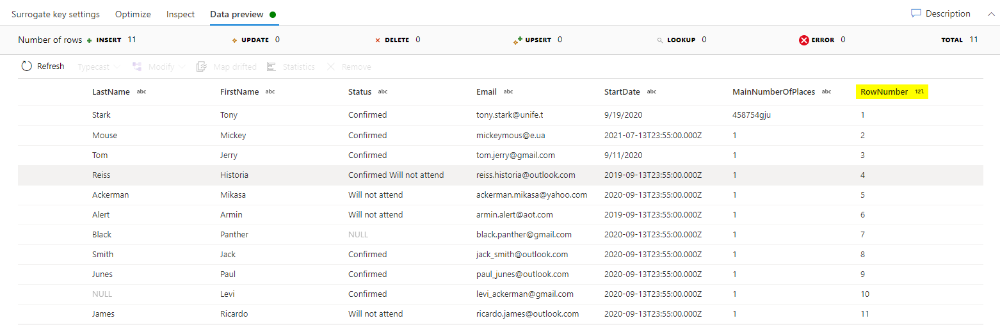 Surrogate key settings Optimize Inspect Data preview Description
Number of rows INSERT 11 UPDATE 0 DELETE 0 UPSERT 0 LOOKUP 0 ERROR 0 TOTAL 11
Refresh Typecast Modify Map drifted Statistics Remove
LastName abc FirstName abc Status abc Email abc StartDate abc MainNumberOfPlaces abc RowNumber 12l
Stark Tony Confirmed tony.stark@unife.t 9/19/2020 458754gju 1
Mouse Mickey Confirmed mickeymous@e.ua 2021-07-13T23:55:00.000Z 1 2
Tom Jerry Confirmed tom.jerry@gmail.com 9/11/2020 1 3
Reiss Historia Confirmed Will not attend reiss.historia@outlook.com 2019-09-13T23:55:00.000Z 1 4
Ackerman Mikasa Will not attend ackerman.mikasa@yahoo.com 2020-09-13T23:55:00.000Z 1 5
Alert Armin Will not attend armin.alert@aot.com 2019-09-13T23:55:00.000Z 1 6
Black Panther NULL black.panther@gmail.com 2020-09-13T23:55:00.000Z 1 7
Smith Jack Confirmed jack_smith@outlook.com 2020-09-13T23:55:00.000Z 1 8
Junes Paul Confirmed paul_junes@outlook.com 2020-09-13T23:55:00.000Z 1 9
NULL Levi Confirmed levi_ackerman@gmail.com 2020-09-13T23:55:00.000Z 1 10
James Ricardo Will not attend ricardo.james@outlook.com 2020-09-13T23:55:00.000Z 1 11